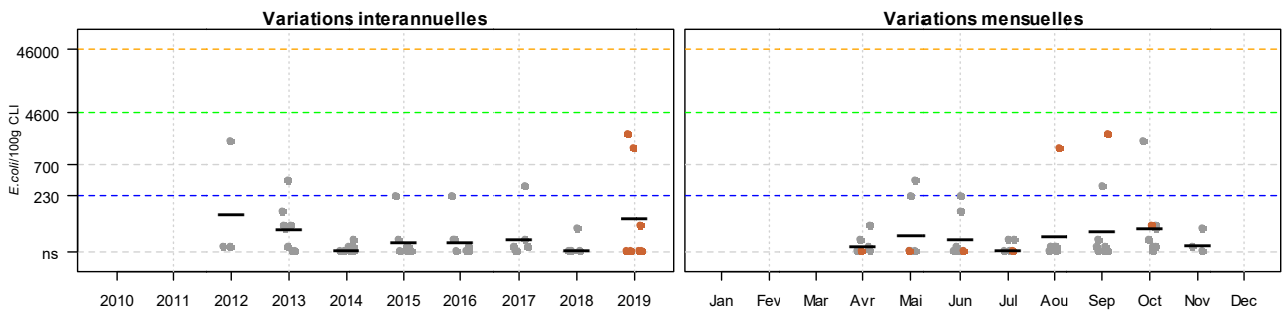 Variations interannuelles
Variations mensuelles
E.coli/100g CLI
46000
4600
700
230
ns
2010 2011 2012 2013 2014 2015 2016 2017 2018 2019
Jan Fev Mar Avr Mai Jun Jul Aou Sep Oct Nov Dec